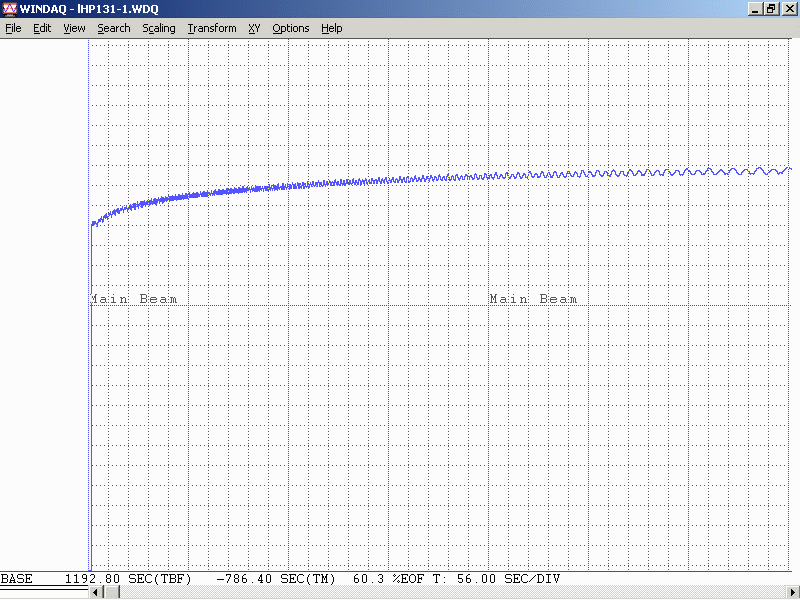 WINDAQ - IHP131-1.WDQ
File Edit View Search Scaling Transform XY Options Help
Main Beam Main Beam
BASE 1192.80 SEC(TBF) -786.40 SEC(TM) 60.3 %EOF T: 56.00 SEC/DIV